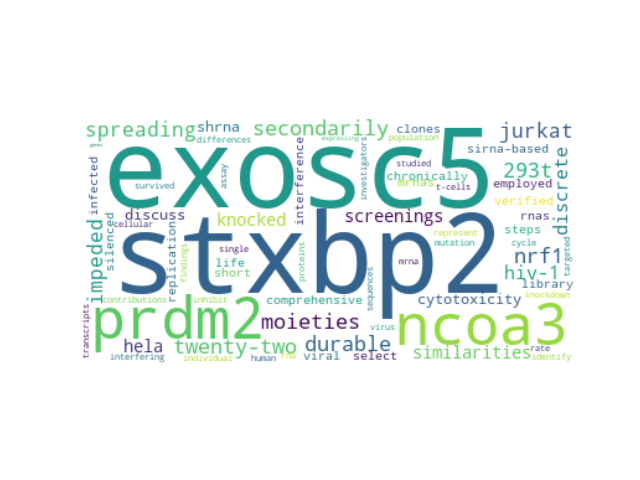 spreading
shrna
secondarily
clones
jurkat
differences
expressing
population
sirna-based
exosc5
infected
survived
assay
interference
investigators
studied
t-cells
chronically
mrnas
293t
employed
discrete
verified
discuss
knocked
screenings
rnas.
cellular
silenced
impeded
stxbp2
represent
mutation
steps
findings
replication
single
life
short
proteins
mrna
cycle
nrf1
hiv-1
targeted
library
knockdown
sequences
contributions
inhibit
comprehensive
cytotoxicity
prdm2
virus
moieties
ncoa3
transcripts
hela
twenty-two
durable
similarities
rate
interfering
individual
human
viral
select
identify